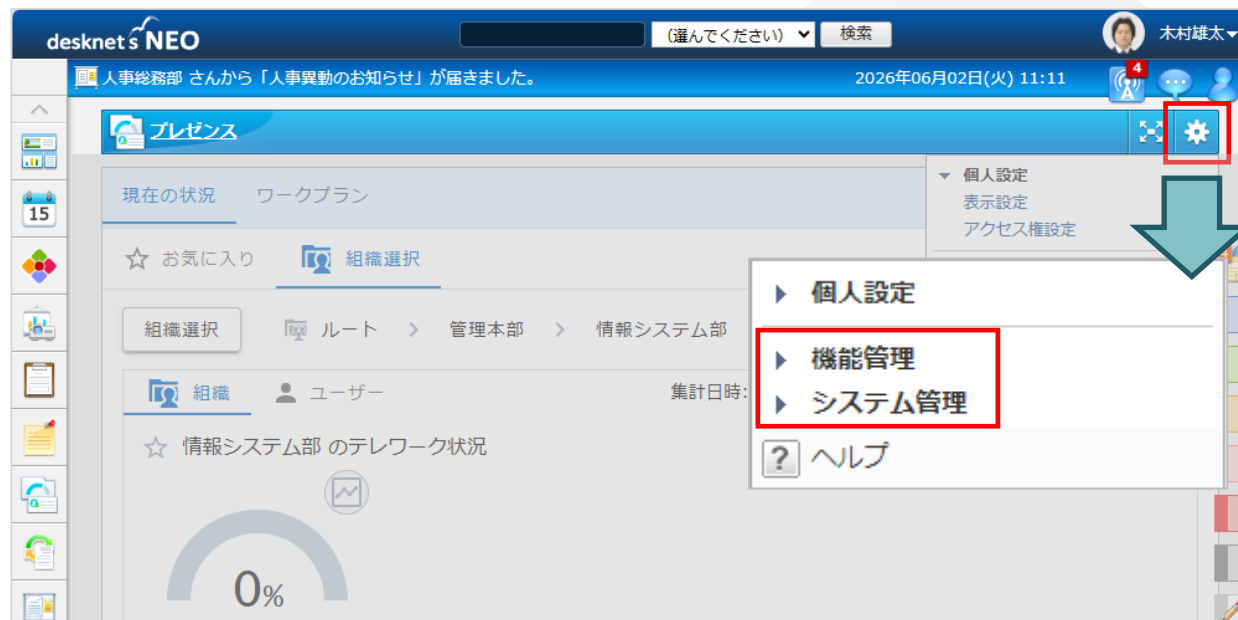 desknet's NEO
(選んでください) 検索 木村雄太
人事総務部 さんから「人事異動のお知らせ」が届きました。 2026年06月02日(火) 11:11
4
プレゼンス
個人設定
表示設定
アクセス権設定
現在の状況 ワークプラン
15
お気に入り 組織選択
個人設定
機能管理
システム管理
? ヘルプ
組織選択 ルート > 管理本部 > 情報システム部
組織 ユーザー 集計日時:
情報システム部 のテレワーク状況
0%